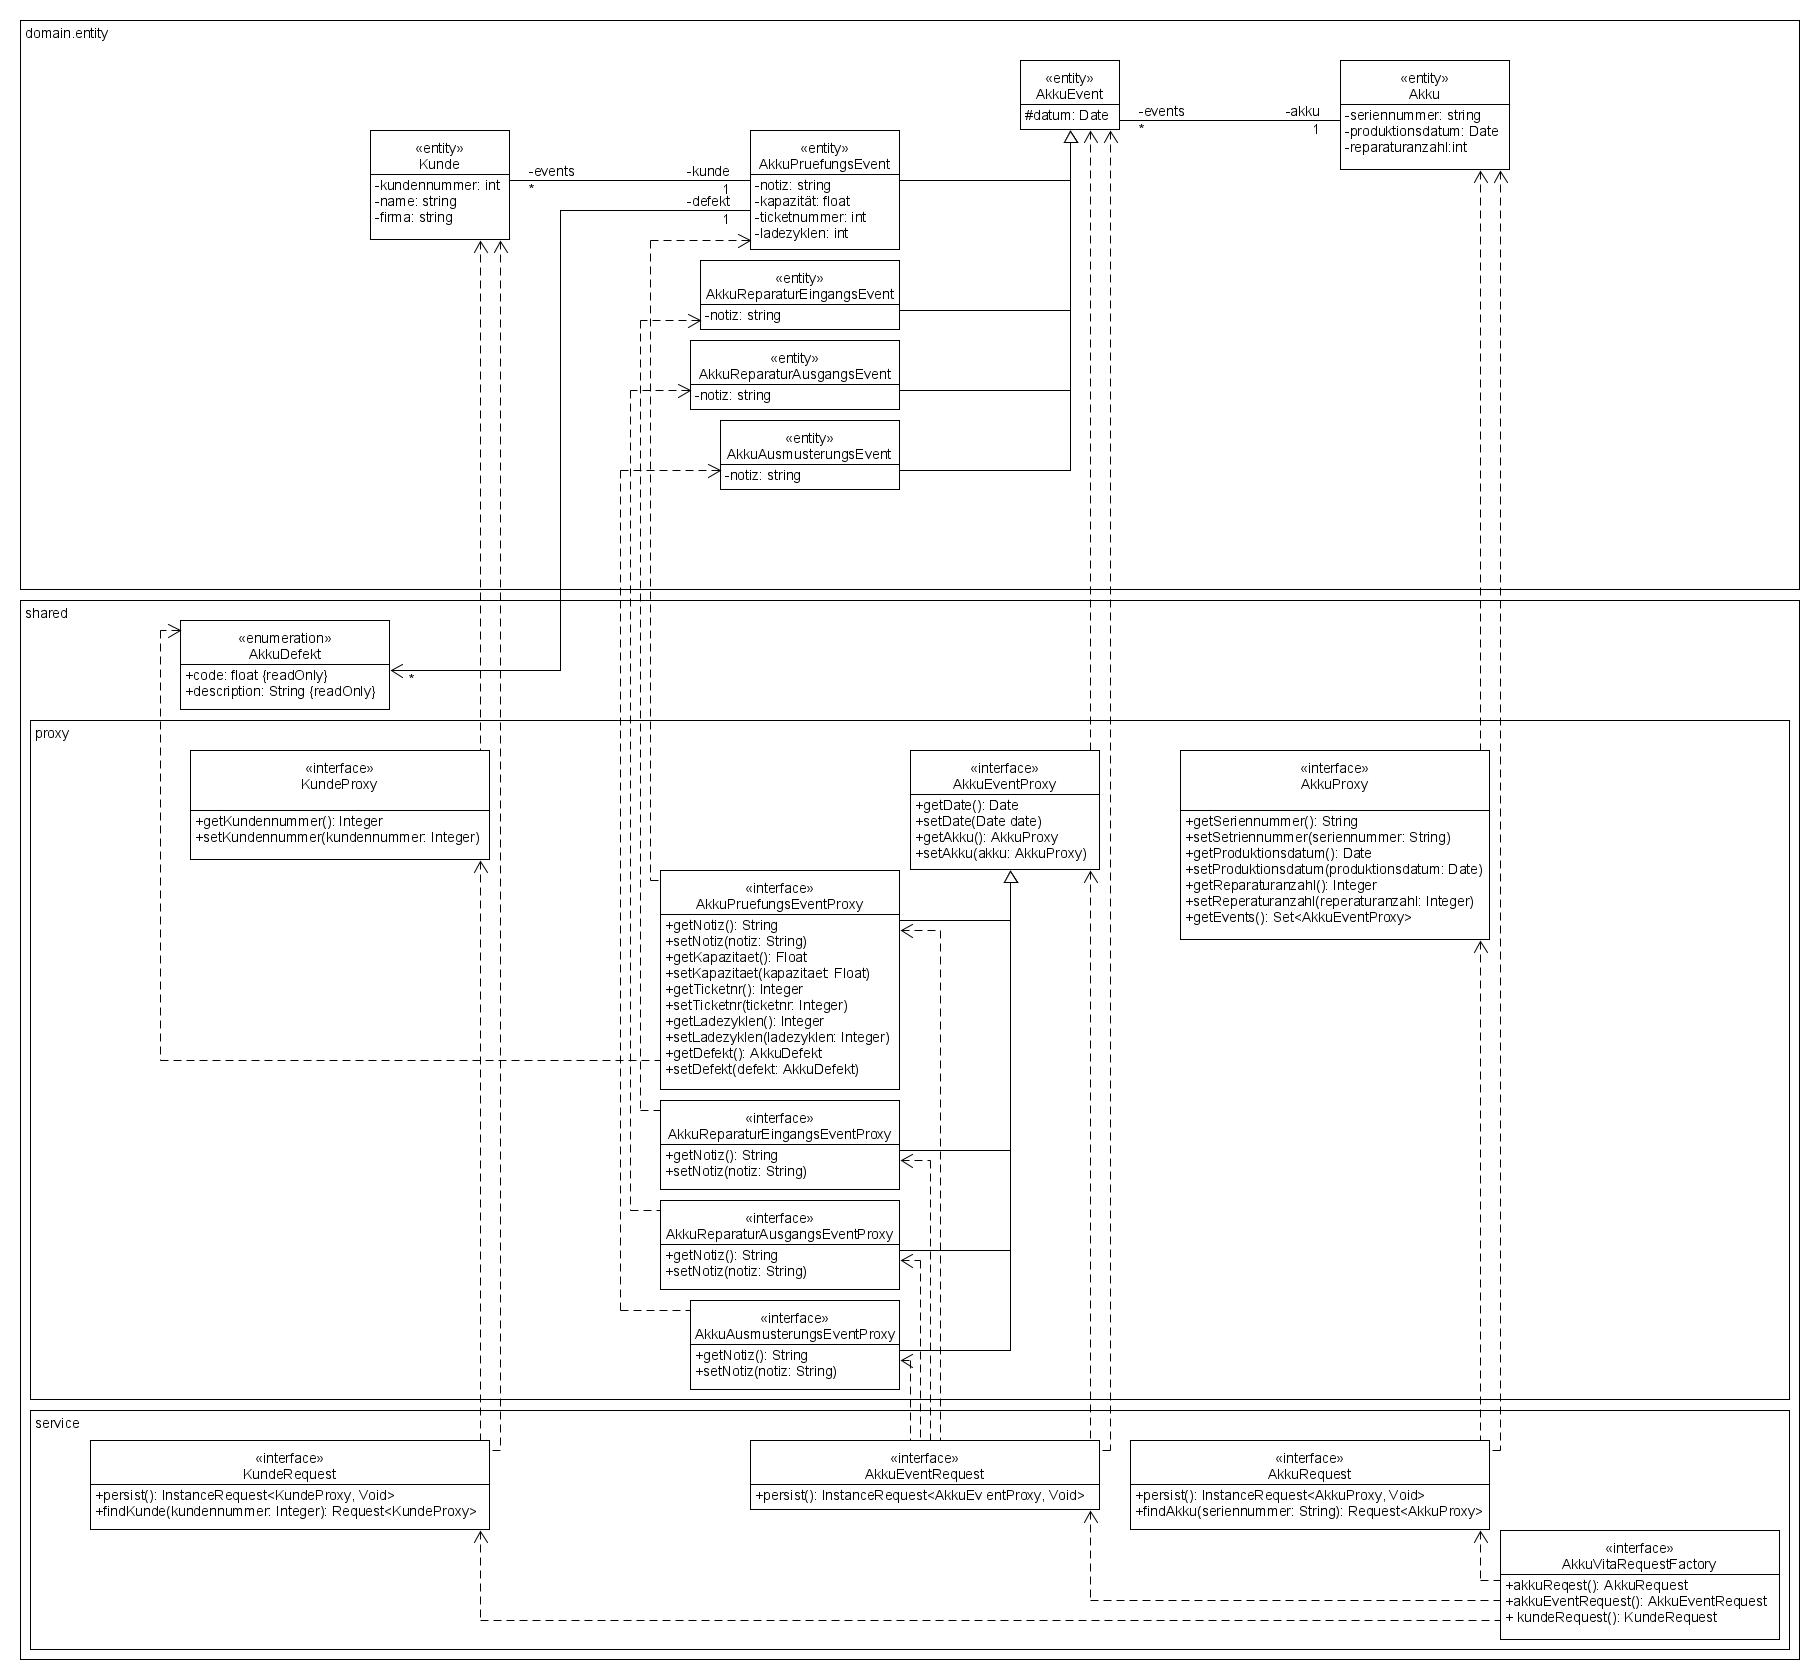 domain.entity
«entity»
AkkuEvent
#datum: Date
-events
*
-akku
1
«entity»
Akku
-seriennummer: string
-produktionsdatum: Date
-reparaturanzahl:int
«entity»
Kunde
-kundennummer: int
-name: string
-firma: string
-events
*
-kunde
1
-defekt
1
«entity»
AkkuPruefungsEvent
-notiz: string
-kapazität: float
-ticketnummer: int
-ladezyklen: int
«entity»
AkkuReparaturEingangsEvent
-notiz: string
«entity»
AkkuReparaturAusgangsEvent
-notiz: string
«entity»
AkkuAusmusterungsEvent
-notiz: string
shared
«enumeration»
AkkuDefekt
+code: float {readOnly}
+description: String {readOnly}
*
proxy
«interface»
KundeProxy
+getKundennummer(): Integer
+setKundennummer(kundennummer: Integer)
«interface»
AkkuEventProxy
+getDate(): Date
+setDate(Date date)
+getAkku(): AkkuProxy
+setAkku(akku: AkkuProxy)
«interface»
AkkuProxy
+getSeriennummer(): String
+setSetriennummer(seriennummer: String)
+getProduktionsdatum(): Date
+setProduktionsdatum(produktionsdatum: Date)
+getReparaturanzahl(): Integer
+setReperaturanzahl(reperaturanzahl: Integer)
+getEvents(): Set<AkkuEventProxy>
«interface»
AkkuPruefungsEventProxy
+getNotiz(): String
+setNotiz(notiz: String)
+getKapazitaet(): Float
+setKapazitaet(kapazitaet: Float)
+getTicketnr(): Integer
+setTicketnr(ticketnr: Integer)
+getLadezyklen(): Integer
+setLadezyklen(ladezyklen: Integer)
+getDefekt(): AkkuDefekt
+setDefekt(defekt: AkkuDefekt)
«interface»
AkkuReparaturEingangsEventProxy
+getNotiz(): String
+setNotiz(notiz: String)
«interface»
AkkuReparaturAusgangsEventProxy
+getNotiz(): String
+setNotiz(notiz: String)
«interface»
AkkuAusmusterungsEventProxy
+getNotiz(): String
+setNotiz(notiz: String)
service
«interface»
KundeRequest
+persist(): InstanceRequest<KundeProxy, Void>
+findKunde(kundennummer: Integer): Request<KundeProxy>
«interface»
AkkuEventRequest
+persist(): InstanceRequest<AkkuEv entProxy, Void>
«interface»
AkkuRequest
+persist(): InstanceRequest<AkkuProxy, Void>
+findAkku(seriennummer: String): Request<AkkuProxy>
«interface»
AkkuVitaRequestFactory
+akkuReqest(): AkkuRequest
+akkuEventRequest(): AkkuEventRequest
+ kundeRequest(): KundeRequest